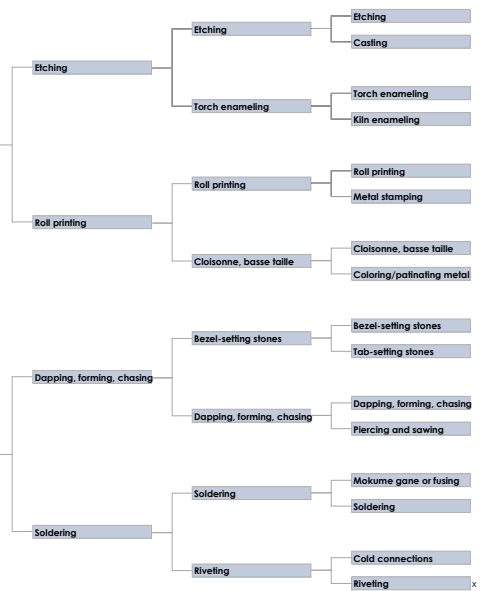 Etching
Casting
Etching
Etching
Torch enameling
Torch enameling
Kiln enameling
Roll printing
Roll printing
Metal stamping
Roll printing
Cloisonne, basse taille
Cloisonne, basse taille
Coloring/patinating metal
Bezel-setting stones
Bezel-setting stones
Tab-setting stones
Dapping, forming, chasing
Dapping, forming, chasing
Dapping, forming, chasing
Piercing and sawing
Mokume gane or fusing
Soldering
Soldering
Soldering
Cold connections
Riveting
Riveting x